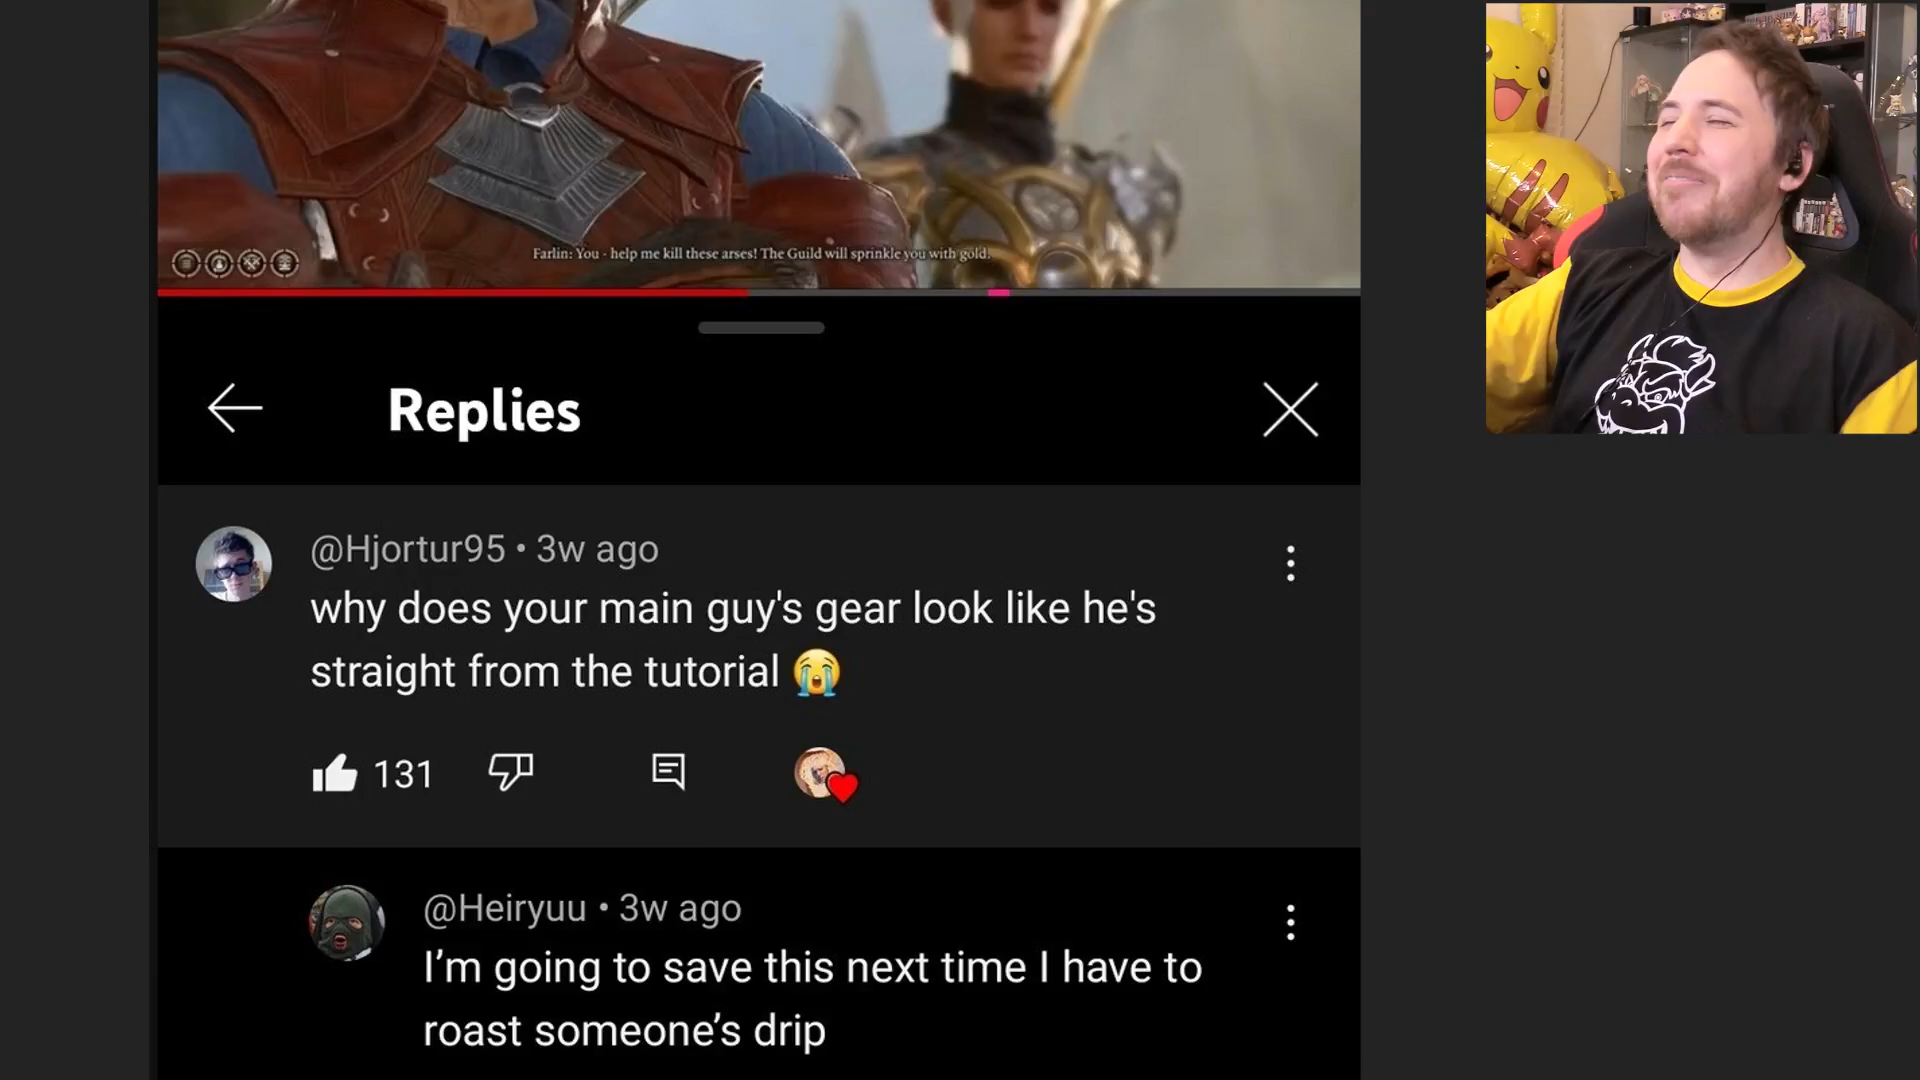 Farlin: You - help me kill these arses! The Guild will sprinkle you with gold.
Replies
@Hjortur95 • 3w ago
why does your main guy's gear look like he's
straight from the tutorial 😭
131
@Heiryuu • 3w ago
I’m going to save this next time I have to
roast someone’s drip